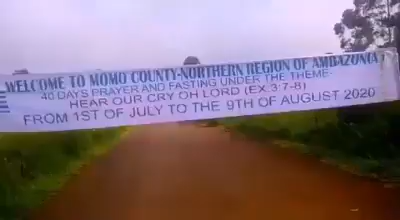 WELCOME TO MOMO COUNTY-NORTHERN REGION OF AMBAZONIA
40 DAYS PRAYER AND FASTING UNDER THE THEME:
HEAR OUR CRY OH LORD (EX:3:7-8)
FROM 1ST OF JULY TO THE 9TH OF AUGUST 2020